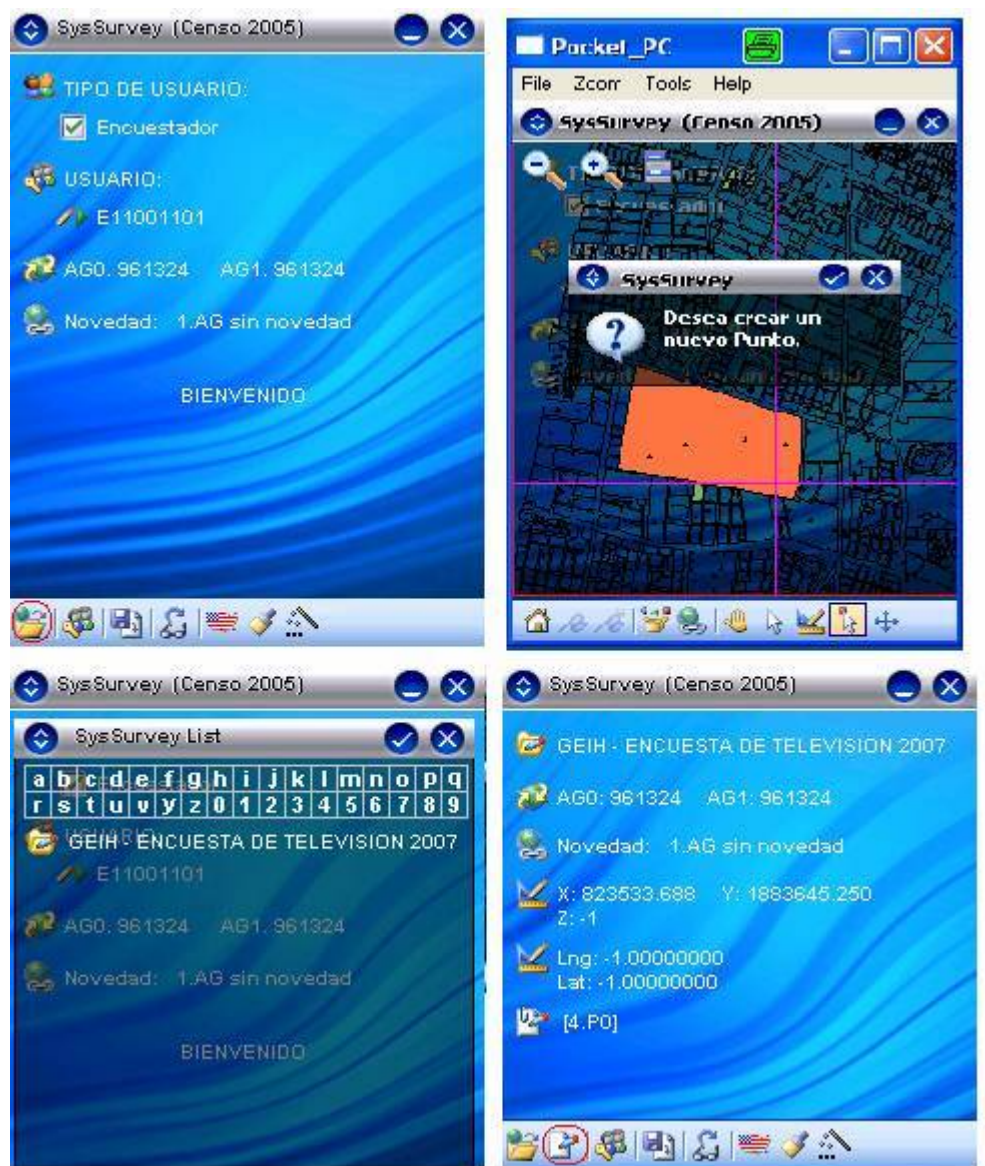 SysSurvey (Censo 2005)
TIPO DE USUARIO:
Encuestador
USUARIO:
E11001101
AG0. 961324 AG1. 961324
Novedad: 1.AG sin novedad
BIENVENIDO
Pocket_PC
File Zoom Tools Help
SysSurvey (Censo 2005)
Encuestador
SysSurvey
Desea crear un
nuevo Punto.
SysSurvey (Censo 2005)
SysSurvey List
a b c d e f g h i j k l m n o p q
r s t u v y z 0 1 2 3 4 5 6 7 8 9
USUARIO:
GEIH - ENCUESTA DE TELEVISION 2007
E11001101
AG0. 961324 AG1. 961324
Novedad: 1.AG sin novedad
BIENVENIDO
SysSurvey (Censo 2005)
GEIH - ENCUESTA DE TELEVISION 2007
AG0: 961324 AG1: 961324
Novedad: 1.AG sin novedad
X: 823533.688 Y: 1883645.250
Z: -1
Lng: -1.00000000
Lat: -1.00000000
[4.P0]